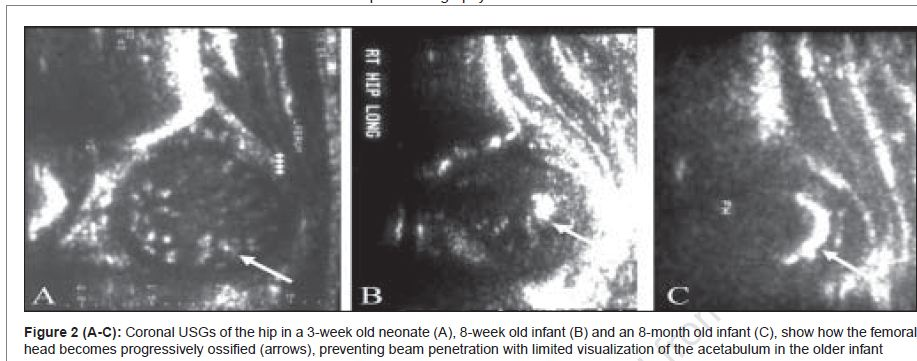 RT HIP LONG
A
B
C
Figure 2 (A-C): Coronal USGs of the hip in a 3-week old neonate (A), 8-week old infant (B) and an 8-month old infant (C), show how the femoral
head becomes progressively ossified (arrows), preventing beam penetration with limited visualization of the acetabulum in the older infant